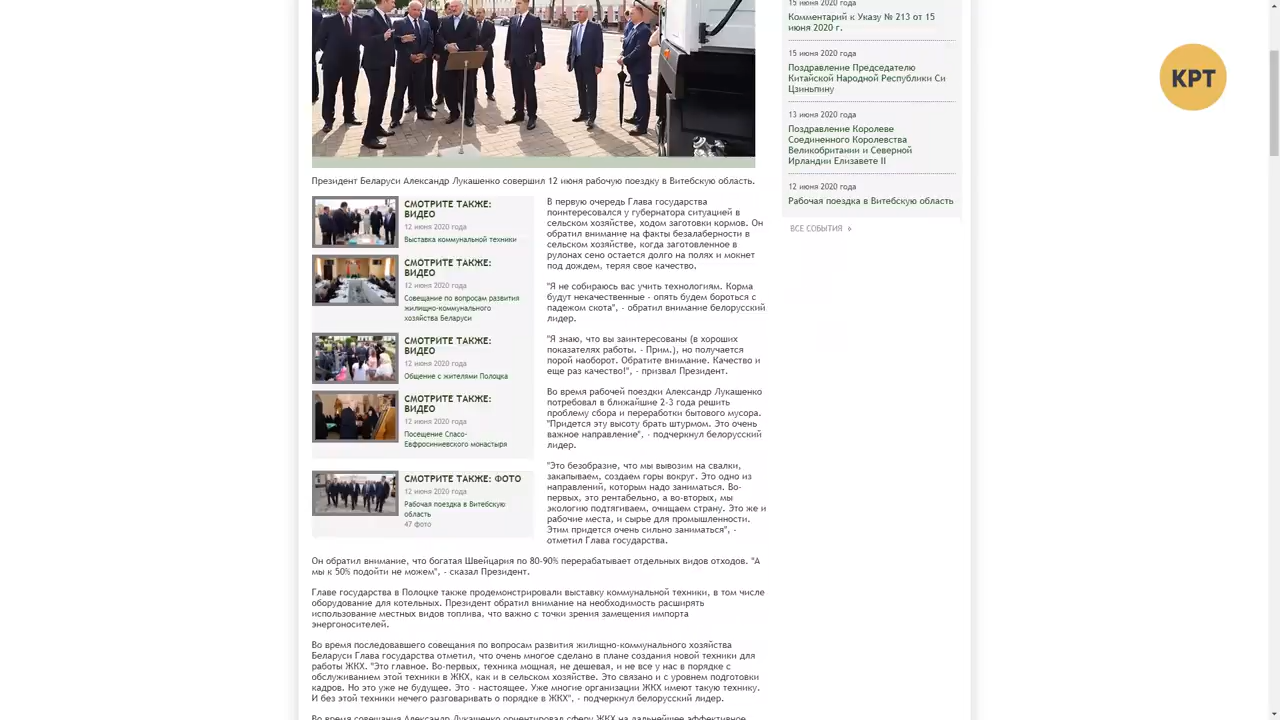 Президент Беларуси Александр Лукашенко совершил 12 июня рабочую поездку в Витебскую область.
СМОТРИТЕ ТАКЖЕ:
ВИДЕО
12 июня 2020 года
Выставка коммунальной техники
СМОТРИТЕ ТАКЖЕ:
ВИДЕО
12 июня 2020 года
Совещание по вопросам развития
жилищно-коммунального
хозяйства Беларуси
СМОТРИТЕ ТАКЖЕ:
ВИДЕО
12 июня 2020 года
Общение с жителями Полоцка
СМОТРИТЕ ТАКЖЕ:
ВИДЕО
12 июня 2020 года
Посещение Спасо-
Евфросиниевского монастыря
СМОТРИТЕ ТАКЖЕ: ФОТО
12 июня 2020 года
Рабочая поездка в Витебскую
область
47 фото
В первую очередь Глава государства
поинтересовался у губернатора ситуацией в
сельском хозяйстве, ходом заготовки кормов. Он
обратил внимание на факты безалаберности в
сельском хозяйстве, когда заготовленное в
рулонах сено остается долго на полях и мокнет
под дождем, теряя свое качество.
"Я не собираюсь вас учить технологиям. Корма
будут некачественные - опять будем бороться с
падежом скота", - обратил внимание белорусский
лидер.
"Я знаю, что вы заинтересованы (в хороших
показателях работы. - Прим.), но получается
порой наоборот. Обратите внимание. Качество и
еще раз качество!", - призвал Президент.
Во время рабочей поездки Александр Лукашенко
потребовал в ближайшие 2-3 года решить
проблему сбора и переработки бытового мусора.
"Придется эту высоту брать штурмом. Это очень
важное направление", - подчеркнул белорусский
лидер.
"Это безобразие, что мы вывозим на свалки,
закапываем, создаем горы вокруг. Это одно из
направлений, которым надо заниматься. Во-
первых, это рентабельно, а во-вторых, мы
экологию подтягиваем, очищаем страну. Это же и
рабочие места, и сырье для промышленности.
Этим придется очень сильно заниматься", -
отметил Глава государства.
Он обратил внимание, что богатая Швейцария по 80-90% перерабатывает отдельных видов отходов. "А
мы к 50% подойти не можем", - сказал Президент.
Главе государства в Полоцке также продемонстрировали выставку коммунальной техники, в том числе
оборудование для котельных. Президент обратил внимание на необходимость расширять
использование местных видов топлива, что важно с точки зрения замещения импорта
энергоносителей.
Во время последовавшего совещания по вопросам развития жилищно-коммунального хозяйства
Беларуси Глава государства отметил, что очень многое сделано в плане создания новой техники для
работы ЖКХ. "Это главное. Во-первых, техника мощная, не дешевая, и не все у нас в порядке с
обслуживанием этой техники в ЖКХ, как и в сельском хозяйстве. Это связано и с уровнем подготовки
кадров. Но это уже не будущее. Это - настоящее. Уже многие организации ЖКХ имеют такую технику.
И без этой техники нечего разговаривать о порядке в ЖКХ", - подчеркнул белорусский лидер.
Во время совещания Александр Лукашенко ориентировал сферу ЖКХ на дальнейшее эффективное
15 июня 2020 года
Комментарий к Указу № 213 от 15
июня 2020 г.
15 июня 2020 года
Поздравление Председателю
Китайской Народной Республики Си
Цзиньпину
13 июня 2020 года
Поздравление Королеве
Соединенного Королевства
Великобритании и Северной
Ирландии Елизавете II
12 июня 2020 года
Рабочая поездка в Витебскую область
ВСЕ СОБЫТИЯ
КРТ